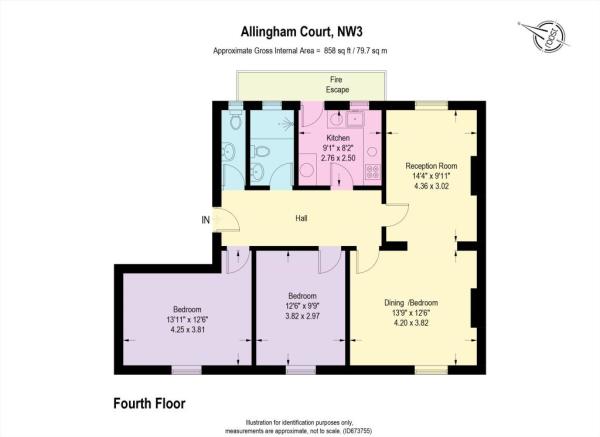 Allingham Court, NW3
Approximate Gross Internal Area = 858 sq ft / 79.7 sq m
Fire
Escape
Kitchen
9'1" x 8'2"
2.76 x 2.50
Reception Room
14'4" x 9'11"
4.36 x 3.02
IN
Hall
Bedroom
13'11" x 12'6"
4.25 x 3.81
Bedroom
12'6" x 9'9"
3.82 x 2.97
Dining /Bedroom
13'9" x 12'6"
4.20 x 3.82
Fourth Floor
Illustration for identification purposes only,
measurements are approximate, not to scale. (ID673755)